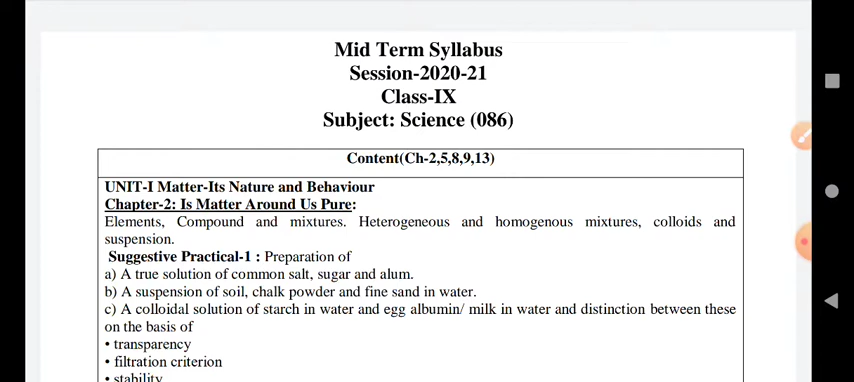 Mid Term Syllabus
Session-2020-21
Class-IX
Subject: Science (086)
Content(Ch-2,5,8,9,13)
UNIT-I Matter-Its Nature and Behaviour
Chapter-2: Is Matter Around Us Pure:
Elements, Compound and mixtures. Heterogeneous and homogenous mixtures, colloids and
suspension.
Suggestive Practical-1 : Preparation of
a) A true solution of common salt, sugar and alum.
b) A suspension of soil, chalk powder and fine sand in water.
c) A colloidal solution of starch in water and egg albumin/ milk in water and distinction between these
on the basis of
• transparency
• filtration criterion
• stability